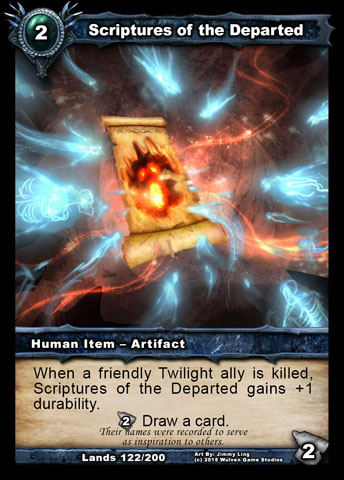 2
Scriptures of the Departed
Human Item – Artifact
When a friendly Twilight ally is killed,
Scriptures of the Departed gains +1
durability.
2 Draw a card.
Their names were recorded to serve
as inspiration to others.
2
Lands 122/200
Art By: Jimmy Ling
(c) 2015 Wulven Game Studios